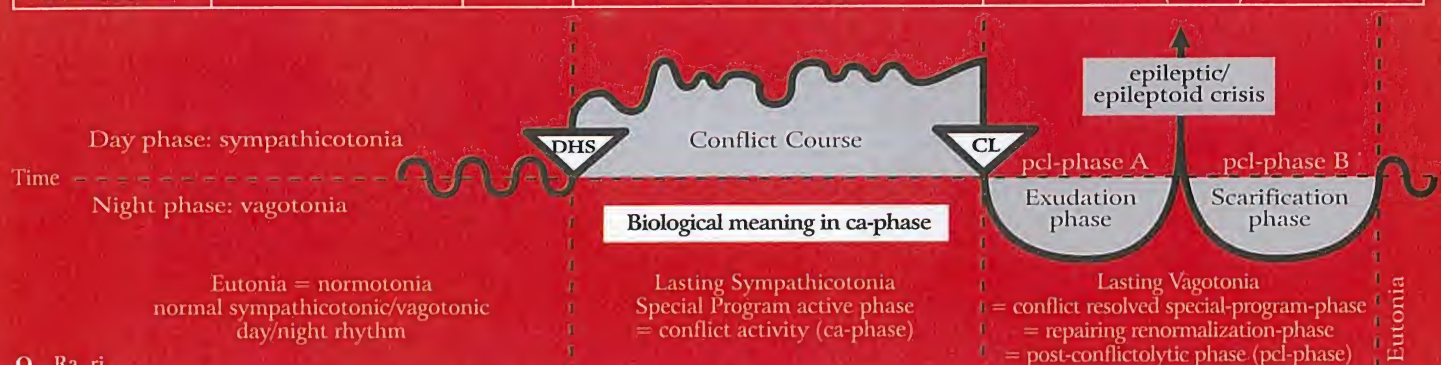 epileptic/
epileptoid crisis
Day phase: sympathicotonia
DHS
Conflict Course
CL
pcl-phase A
pcl-phase B
Time
Night phase: vagotonia
Exudation
phase
Scarification
phase
Biological meaning in ca-phase
Eutonia = normotonia
normal sympathicotonic/vagotonic
day/night rhythm
Lasting Sympathicotonia
Special Program active phase
= conflict activity (ca-phase)
Lasting Vagotonia
= conflict resolved special-program-phase
= repairing renormalization-phase
= post-conflictolytic phase (pcl-phase)
Eutonia